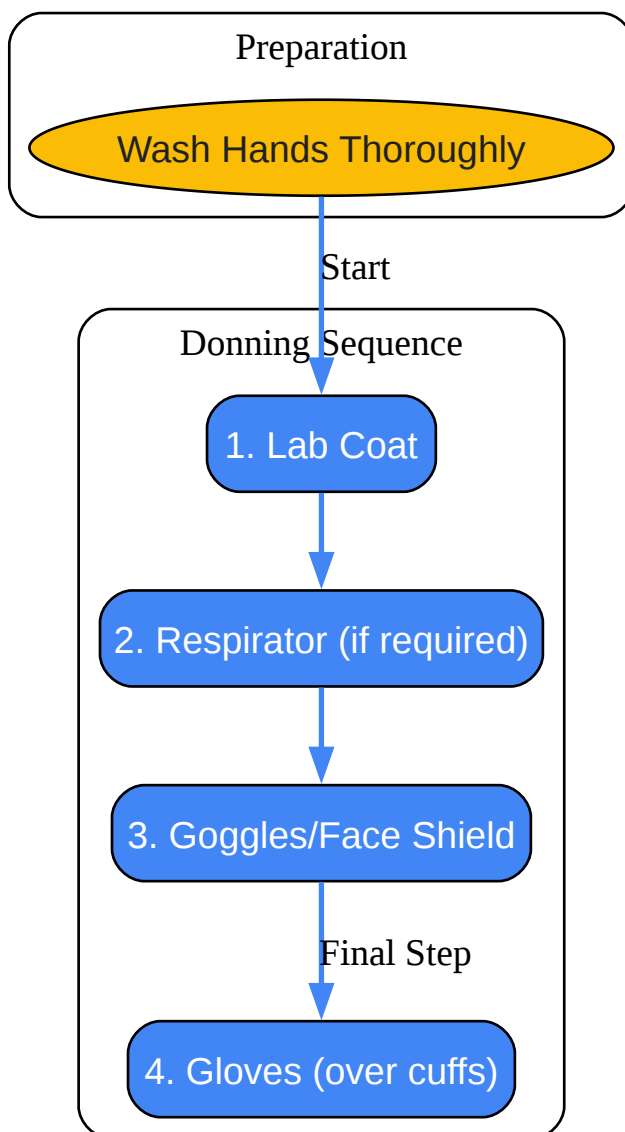 Preparation
Wash Hands Thoroughly
Start
Donning Sequence
1. Lab Coat
2. Respirator (if required)
3. Goggles/Face Shield
Final Step
4. Gloves (over cuffs)